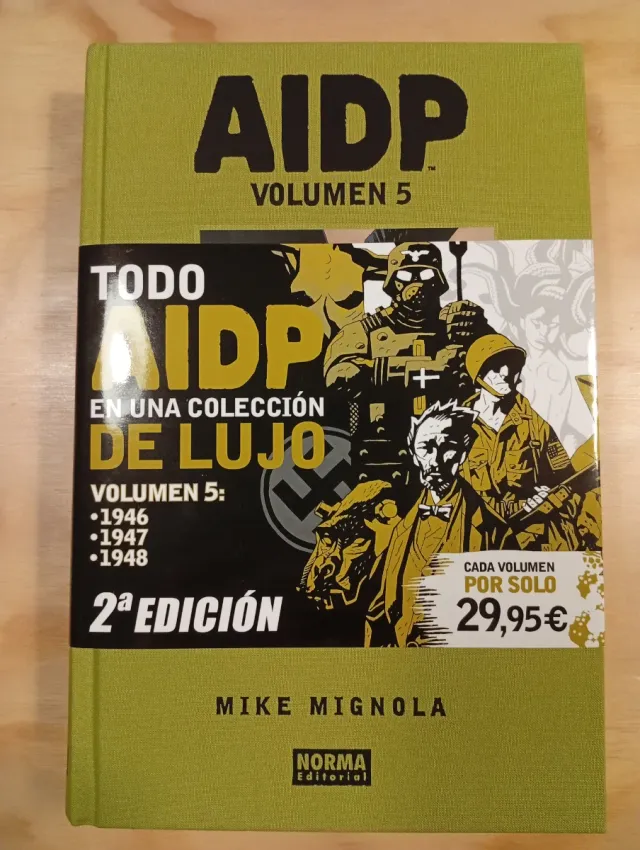 AIDP™
VOLUMEN 5
TODO
AIDP
EN UNA COLECCIÓN
DE LUJO
VOLUMEN 5:
•1946
•1947
•1948
2ª EDICIÓN
CADA VOLUMEN
POR SOLO
29,95€
MIKE MIGNOLA
NORMA
Editorial